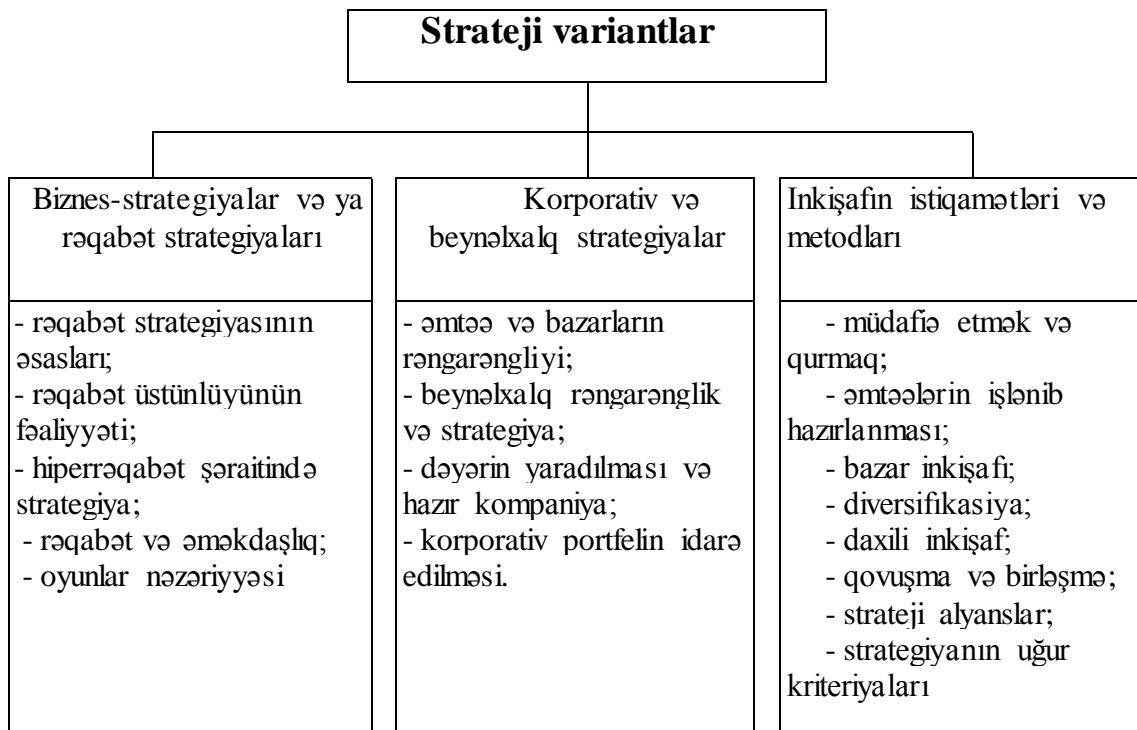 Strateji variantlar
Biznes-strategiyalar və ya
rəqabət strategiyaları
- rəqabət strategiyasının
əsasları;
- rəqabət üstünlüyünün
fəaliyyəti;
- hiperrəqabət şəraitində
strategiya;
- rəqabət və əməkdaşlıq;
- oyunlar nəzəriyyəsi
Korporativ və
beynəlxalq strategiyalar
- əmtəə və bazarların
rəngarəngliyi;
- beynəlxalq rəngarənglik
və strategiya;
- dəyərin yaradılması və
hazır kompaniya;
- korporativ portfelin idarə
edilməsi.
Inkişafın istiqamətləri və
metodları
- müdafiə etmək və
qurmaq;
- əmtəələrin işlənib
hazırlanması;
- bazar inkişafı;
- diversifikasiya;
- daxili inkişaf;
- qovuşma və birləşmə;
- strateji alyanslar;
- strategiyanın uğur
kriteriyaları